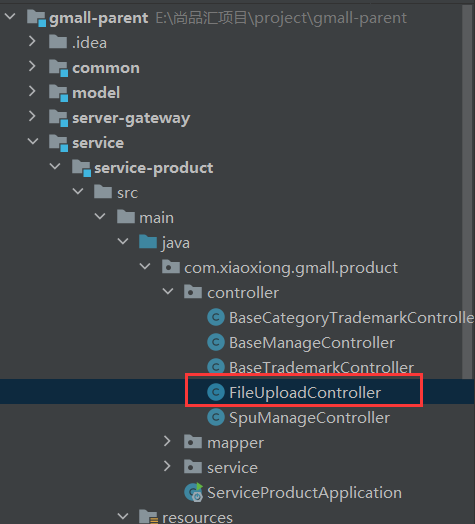 gmall-parent E:\尚品汇项目\project\gmall-parent
.idea
common
model
server-gateway
service
service-product
src
main
java
com.xiaoxiong.gmall.product
controller
BaseCategoryTrademarkControlle
BaseManageController
BaseTrademarkController
FileUploadController
SpuManageController
mapper
service
ServiceProductApplication
resources